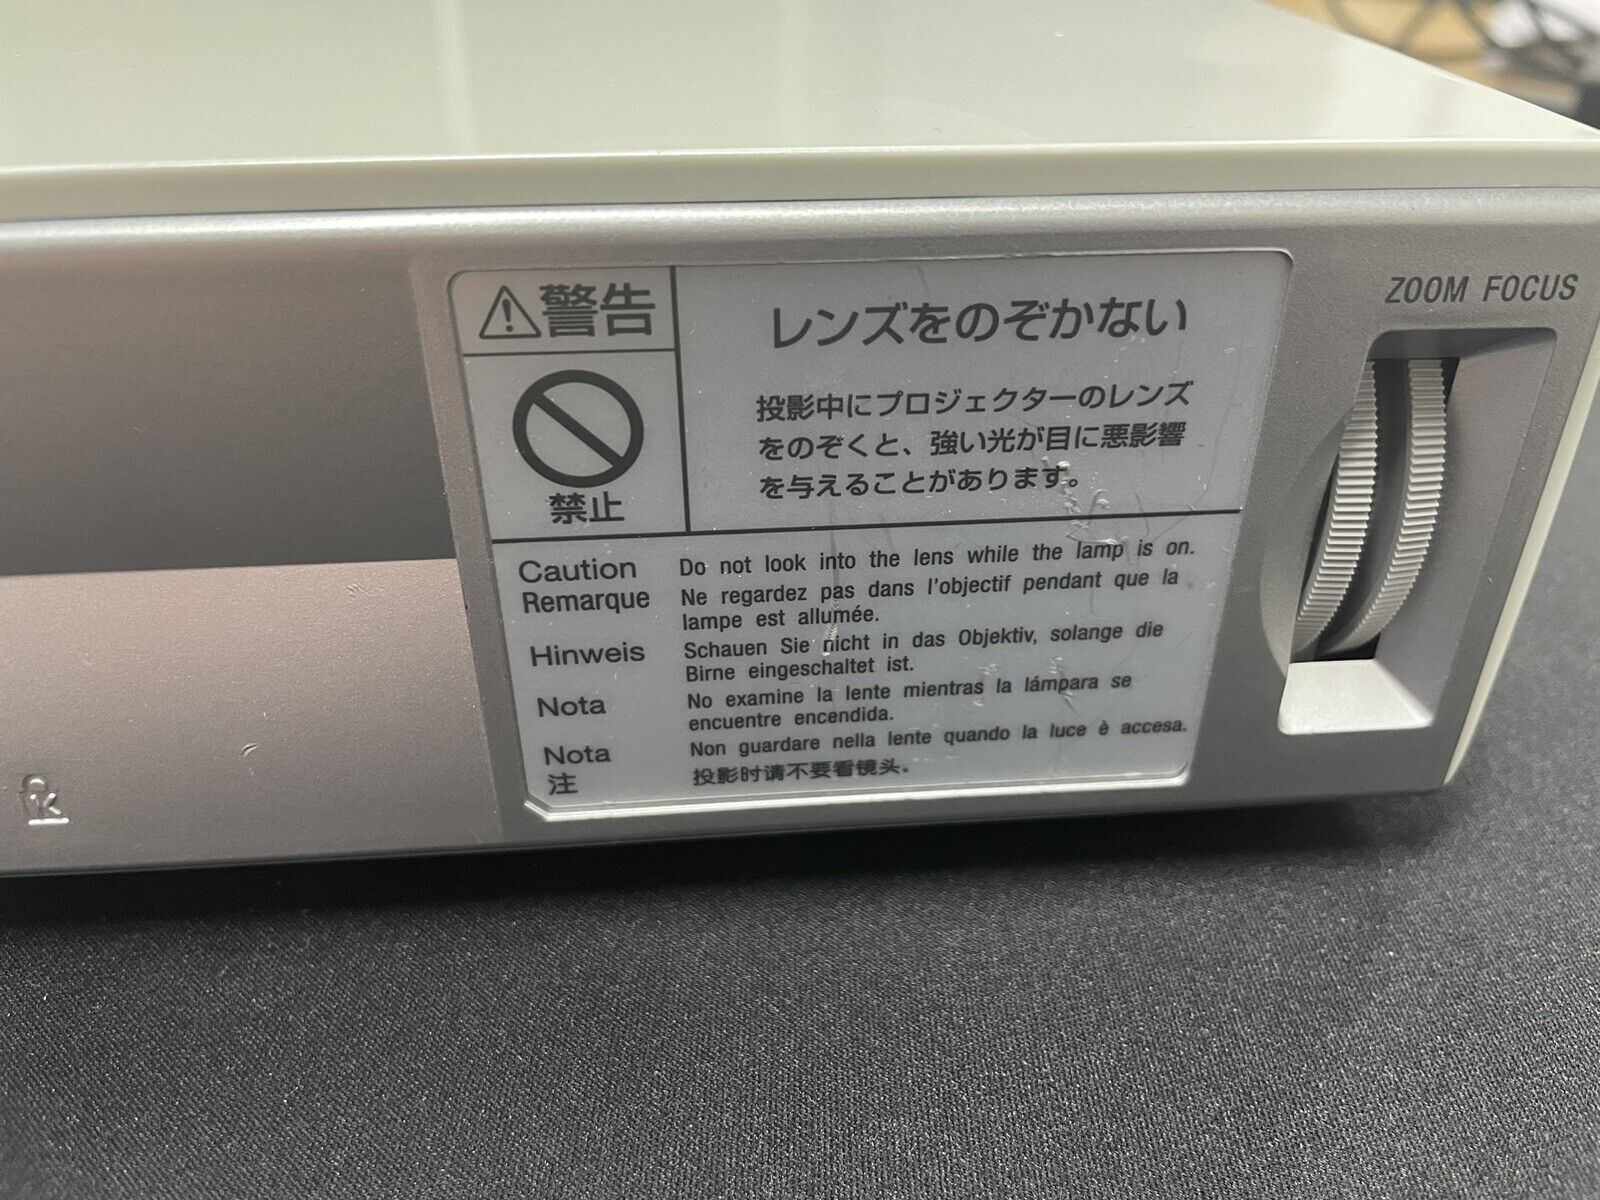 ZOOM FOCUS
警告
禁止
レンズをのぞかない
投影中にプロジェクターのレンズ
をのぞくと、強い光が目に悪影響
を与えることがあります。
Caution Do not look into the lens while the lamp is on.
Remarque Ne regardez pas dans l'objectif pendant que la
lampe est allumée.
Hinweis Schauen Sie nicht in das Objektiv, solange die
Birne eingeschaltet ist.
Nota No examine la lente mientras la lámpara se
encuentre encendida.
Nota Non guardare nella lente quando la luce è accesa.
注 投影时请不要看镜头.